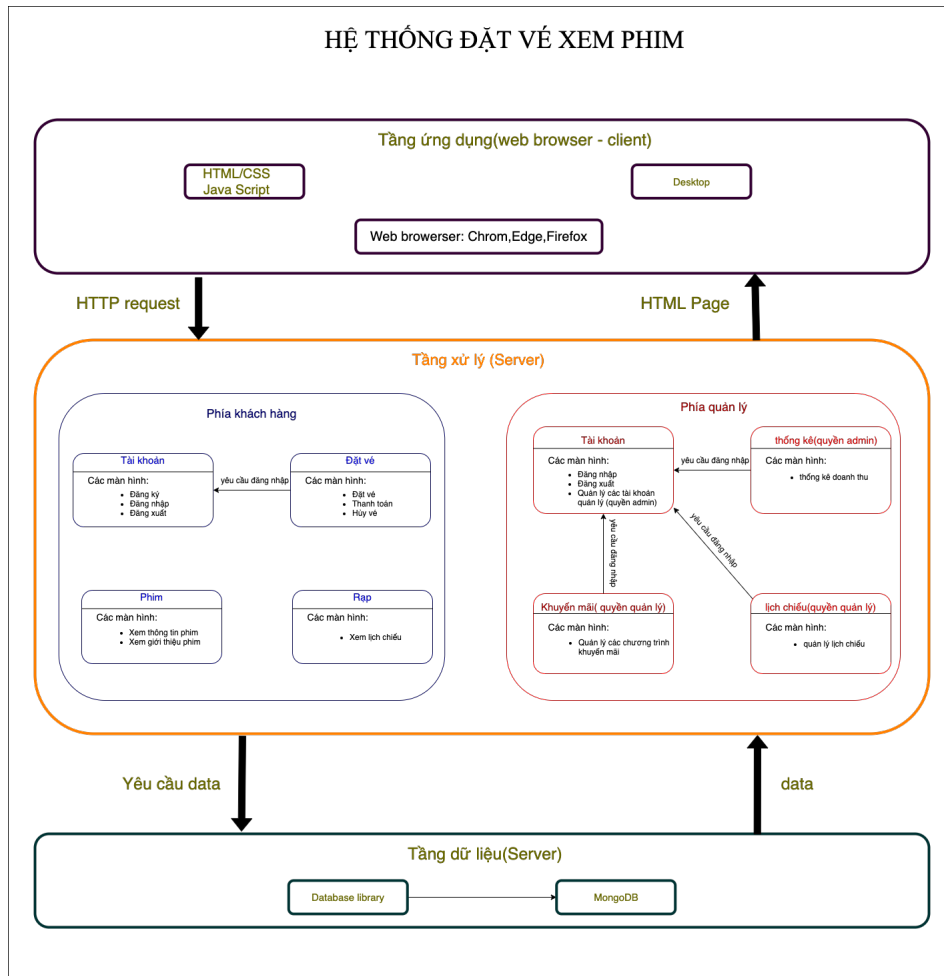 HỆ THỐNG ĐẶT VÉ XEM PHIM
Tầng ứng dụng(web browser - client)
HTML/CSS
Java Script
Desktop
Web browerser: Chrom,Edge,Firefox
HTTP request
HTML Page
Tầng xử lý (Server)
Phía khách hàng
Tài khoản
Các màn hình:
• Đăng ký
• Đăng nhập
• Đăng xuất
yêu cầu đăng nhập
Đặt vé
Các màn hình:
• Đặt vé
• Thanh toán
• Hủy vé
Phim
Các màn hình:
• Xem thông tin phim
• Xem giới thiệu phim
Rạp
Các màn hình:
• Xem lịch chiếu
Phía quản lý
Tài khoản
Các màn hình:
• Đăng nhập
• Đăng xuất
• Quản lý các tài khoản
quản lý (quyền admin)
yêu cầu đăng nhập
thống kê(quyền admin)
Các màn hình:
• thống kê doanh thu
yêu cầu đăng nhập
yêu cầu đăng nhập
Khuyến mãi( quyền quản lý)
Các màn hình:
• Quản lý các chương trình
khuyến mãi
lịch chiếu(quyền quản lý)
Các màn hình:
• quản lý lịch chiếu
Yêu cầu data
data
Tầng dữ liệu(Server)
Database library
MongoDB